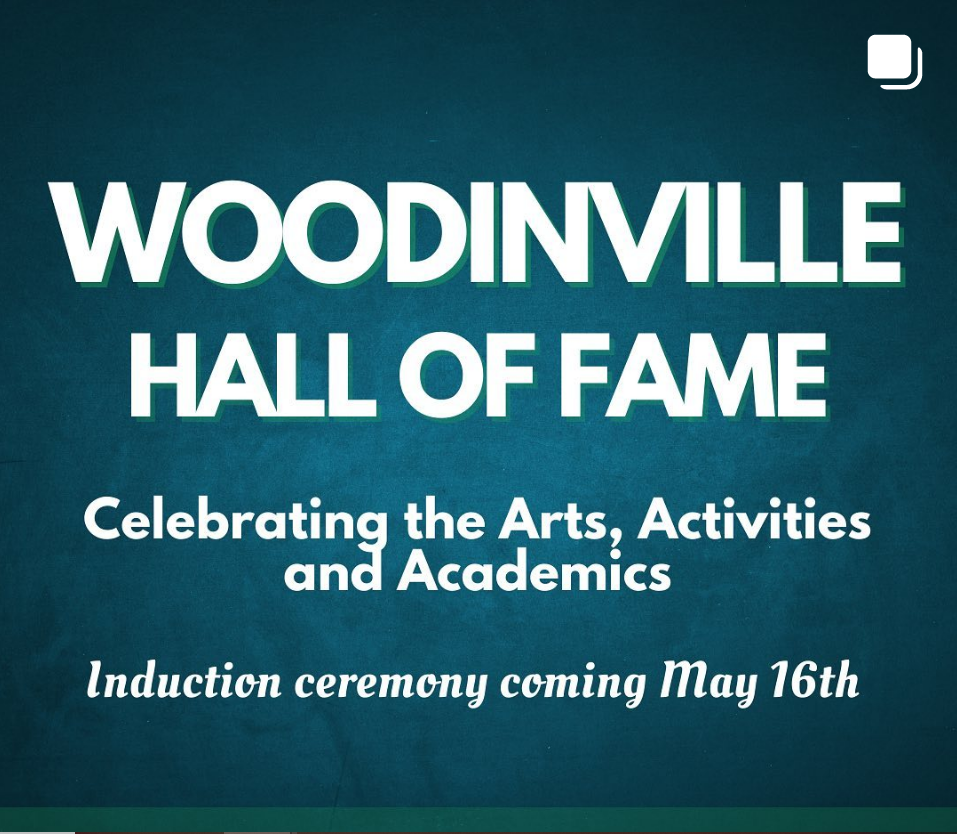 WOODINVILLE
HALL OF FAME
Celebrating the Arts, Activities
and Academics
Induction ceremony coming May 16th